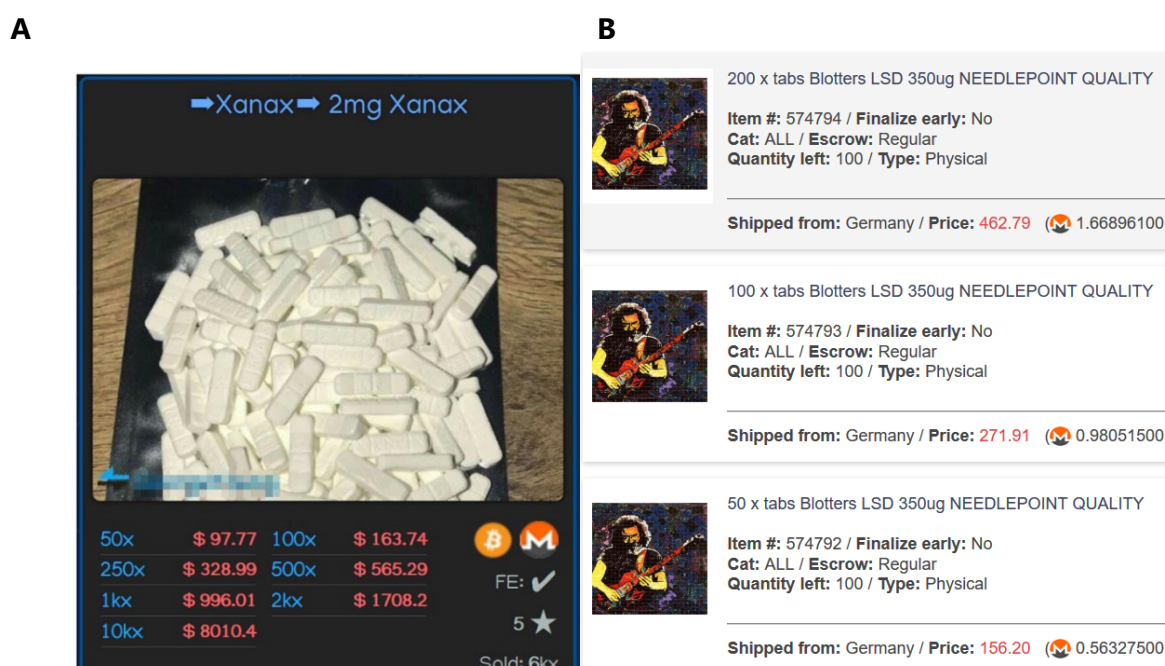 A
B
➡Xanax➡ 2mg Xanax
50x $ 97.77 100x $ 163.74
250x $ 328.99 500x $ 565.29
1kx $ 996.01 2kx $ 1708.2
10kx $ 8010.4
FE: ✔
5 ★
Sold: 6kx
200 x tabs Blotters LSD 350ug NEEDLEPOINT QUALITY
Item #: 574794 / Finalize early: No
Cat: ALL / Escrow: Regular
Quantity left: 100 / Type: Physical
Shipped from: Germany / Price: 462.79 ( 1.66896100
100 x tabs Blotters LSD 350ug NEEDLEPOINT QUALITY
Item #: 574793 / Finalize early: No
Cat: ALL / Escrow: Regular
Quantity left: 100 / Type: Physical
Shipped from: Germany / Price: 271.91 ( 0.98051500
50 x tabs Blotters LSD 350ug NEEDLEPOINT QUALITY
Item #: 574792 / Finalize early: No
Cat: ALL / Escrow: Regular
Quantity left: 100 / Type: Physical
Shipped from: Germany / Price: 156.20 ( 0.56327500